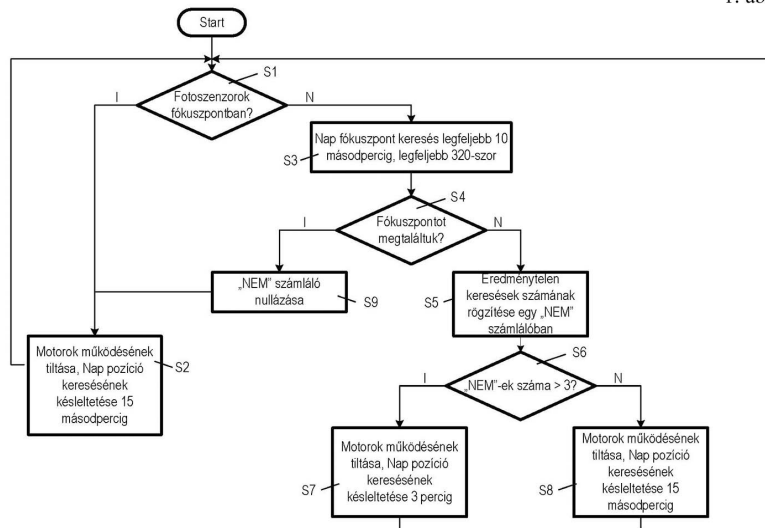 1. áb
Start
S1
I
Fotoszenzorok
fókuszpontban?
N
Nap fókuszpont keresés legfeljebb 10
másodpercig, legfeljebb 320-szor
S3
S4
I
Fókuszpontot
megtaláltuk?
N
„NEM” számláló
nullázása
S9
Eredménytelen
keresések számának
rögzítése egy „NEM”
számlálóban
S5
Motorok működésének
tiltása, Nap pozíció
keresésének
késleltetése 15
másodpercig
S2
S6
I
„NEM”-ek száma > 3?
N
Motorok működésének
tiltása, Nap pozíció
keresésének
késleltetése 3 percig
S7
Motorok működésének
tiltása, Nap pozíció
keresésének
késleltetése 15
másodpercig
S8